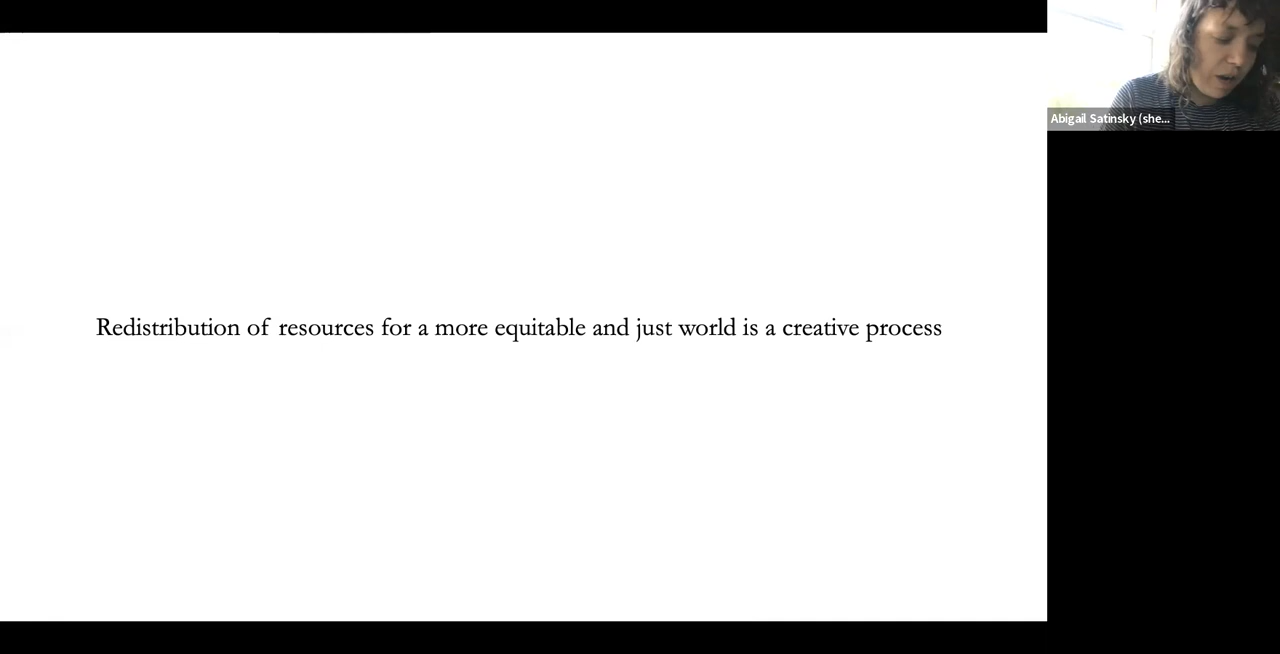 Redistribution of resources for a more equitable and just world is a creative process
Abigail Satinsky (she...